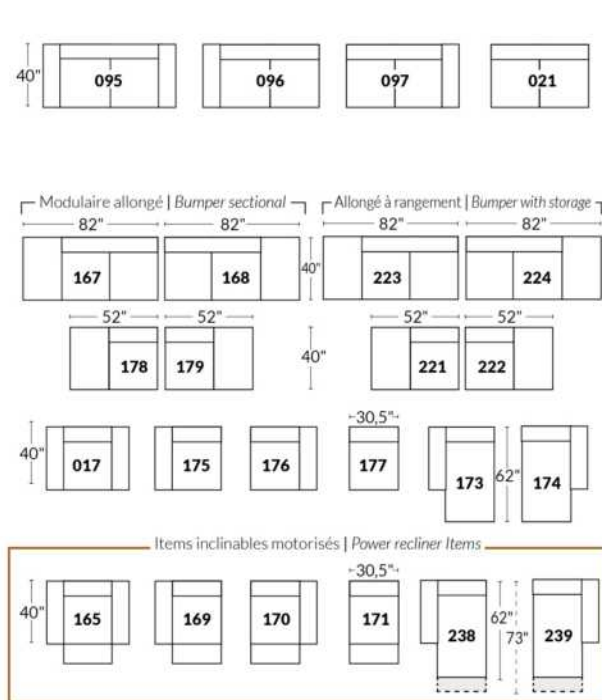 40" 095 096 097 021
Modulaire allongé | Bumper sectional Allongé à rangement | Bumper with storage
82" 82" 82" 82"
167 168 40" 223 224
52" 52" 52" 52"
178 179 40" 221 222
30,5"
40" 017 175 176 177 173 62" 174
Items inclinables motorisés | Power recliner Items
30,5"
40" 165 169 170 171 238 62" 73" 239